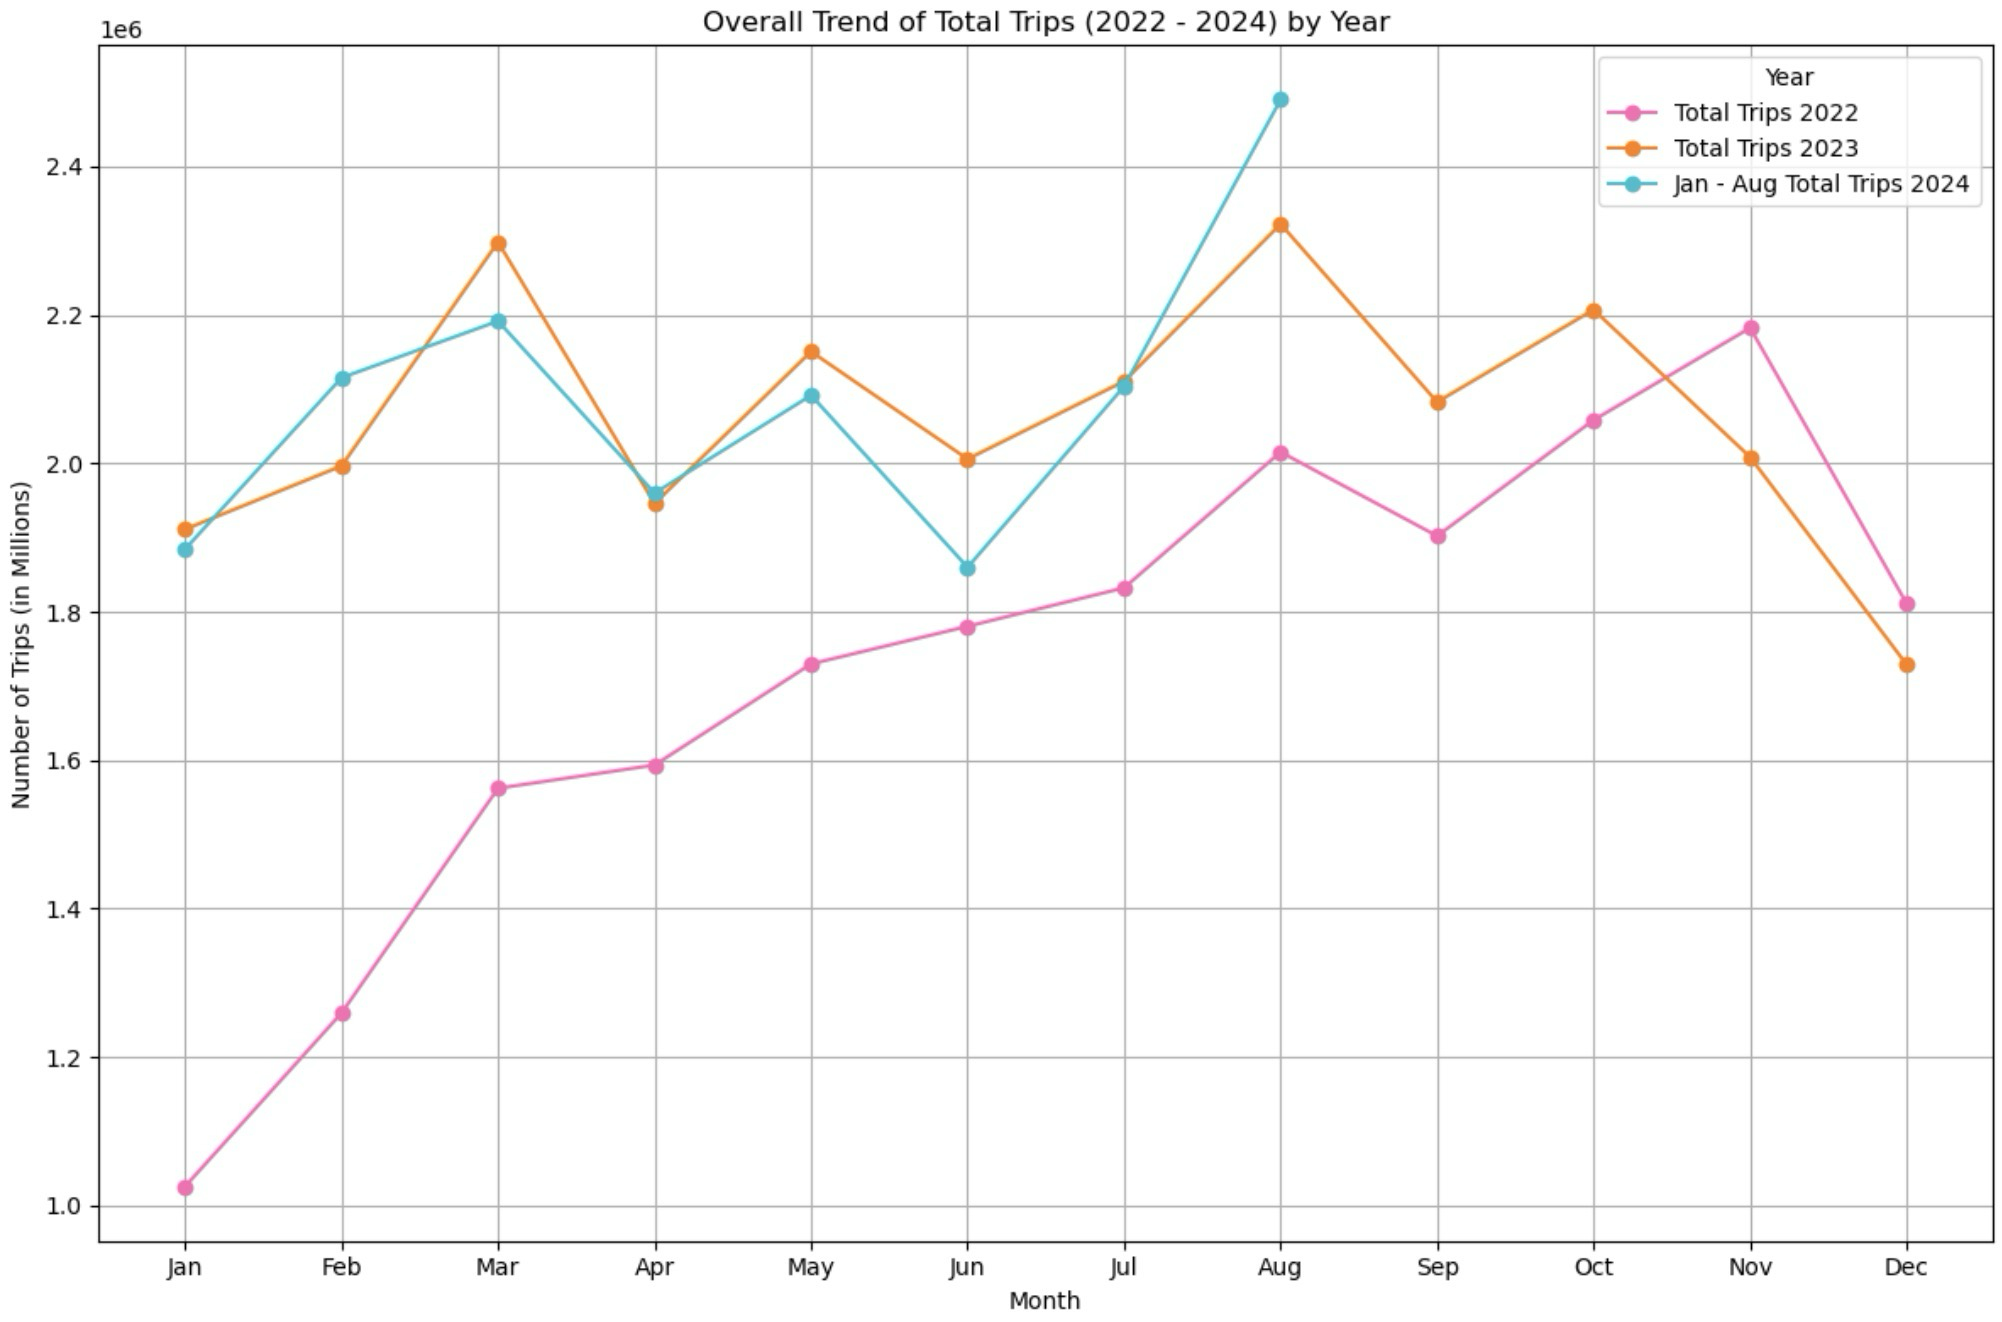 Overall Trend of Total Trips (2022 - 2024) by Year
1e6
Year
Total Trips 2022
Total Trips 2023
Jan - Aug Total Trips 2024
2.4
2.2
2.0
1.8
1.6
1.4
1.2
1.0
Number of Trips (in Millions)
Jan Feb Mar Apr May Jun Jul Aug Sep Oct Nov Dec
Month